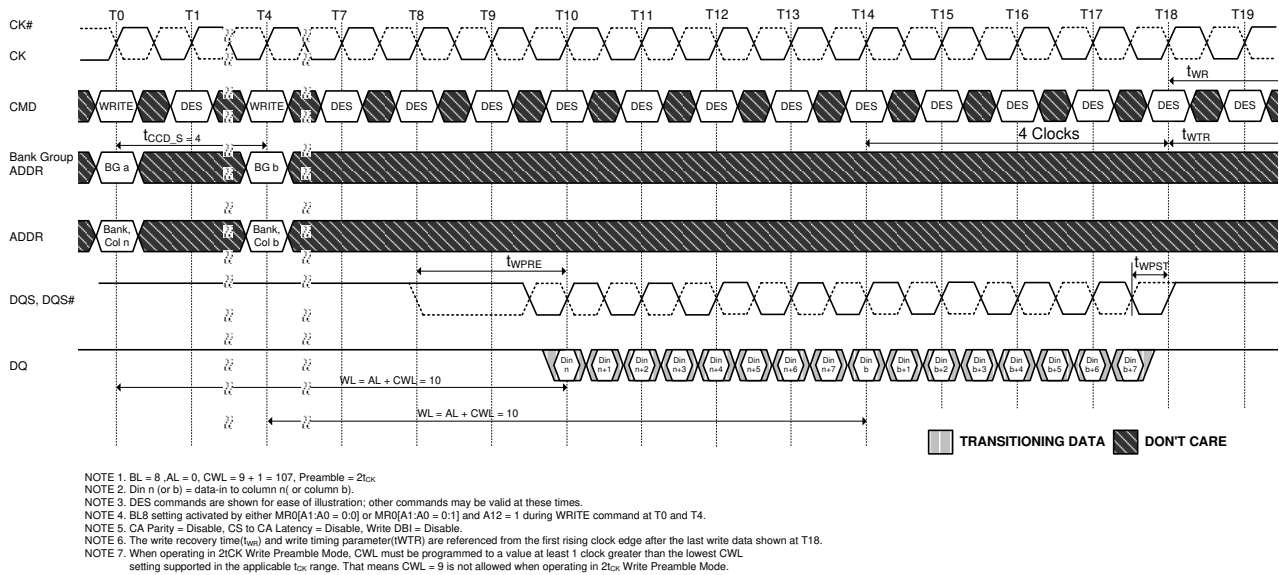 T0 T1 T4 T7 T8 T9 T10 T11 T12 T13 T14 T15 T16 T17 T18 T19
CK#
CK
tWR
CMD WRITE DES WRITE DES DES DES DES DES DES DES DES DES DES DES DES DES
tCCD_S = 4
4 Clocks
tWTR
Bank Group
ADDR
BG a BG b
ADDR
Bank, Col n
Bank, Col b
tWPRE
tWPST
DQS, DQS#
DQ
Din n
Din n+1
Din n+2
Din n+3
Din n+4
Din n+5
Din n+6
Din n+7
Din b
Din b+1
Din b+2
Din b+3
Din b+4
Din b+5
Din b+6
Din b+7
WL = AL + CWL = 10
WL = AL + CWL = 10
TRANSITIONING DATA DON'T CARE
NOTE 1. BL = 8 ,AL = 0, CWL = 9 + 1 = 107, Preamble = 2tCK
NOTE 2. Din n (or b) = data-in to column n( or column b).
NOTE 3. DES commands are shown for ease of illustration; other commands may be valid at these times.
NOTE 4. BL8 setting activated by either MR0[A1:A0 = 0:0] or MR0[A1:A0 = 0:1] and A12 = 1 during WRITE command at T0 and T4.
NOTE 5. CA Parity = Disable, CS to CA Latency = Disable, Write DBI = Disable.
NOTE 6. The write recovery time(tWR) and write timing parameter(tWTR) are referenced from the first rising clock edge after the last write data shown at T18.
NOTE 7. When operating in 2tCK Write Preamble Mode, CWL must be programmed to a value at least 1 clock greater than the lowest CWL
setting supported in the applicable tCK range. That means CWL = 9 is not allowed when operating in 2tCK Write Preamble Mode.